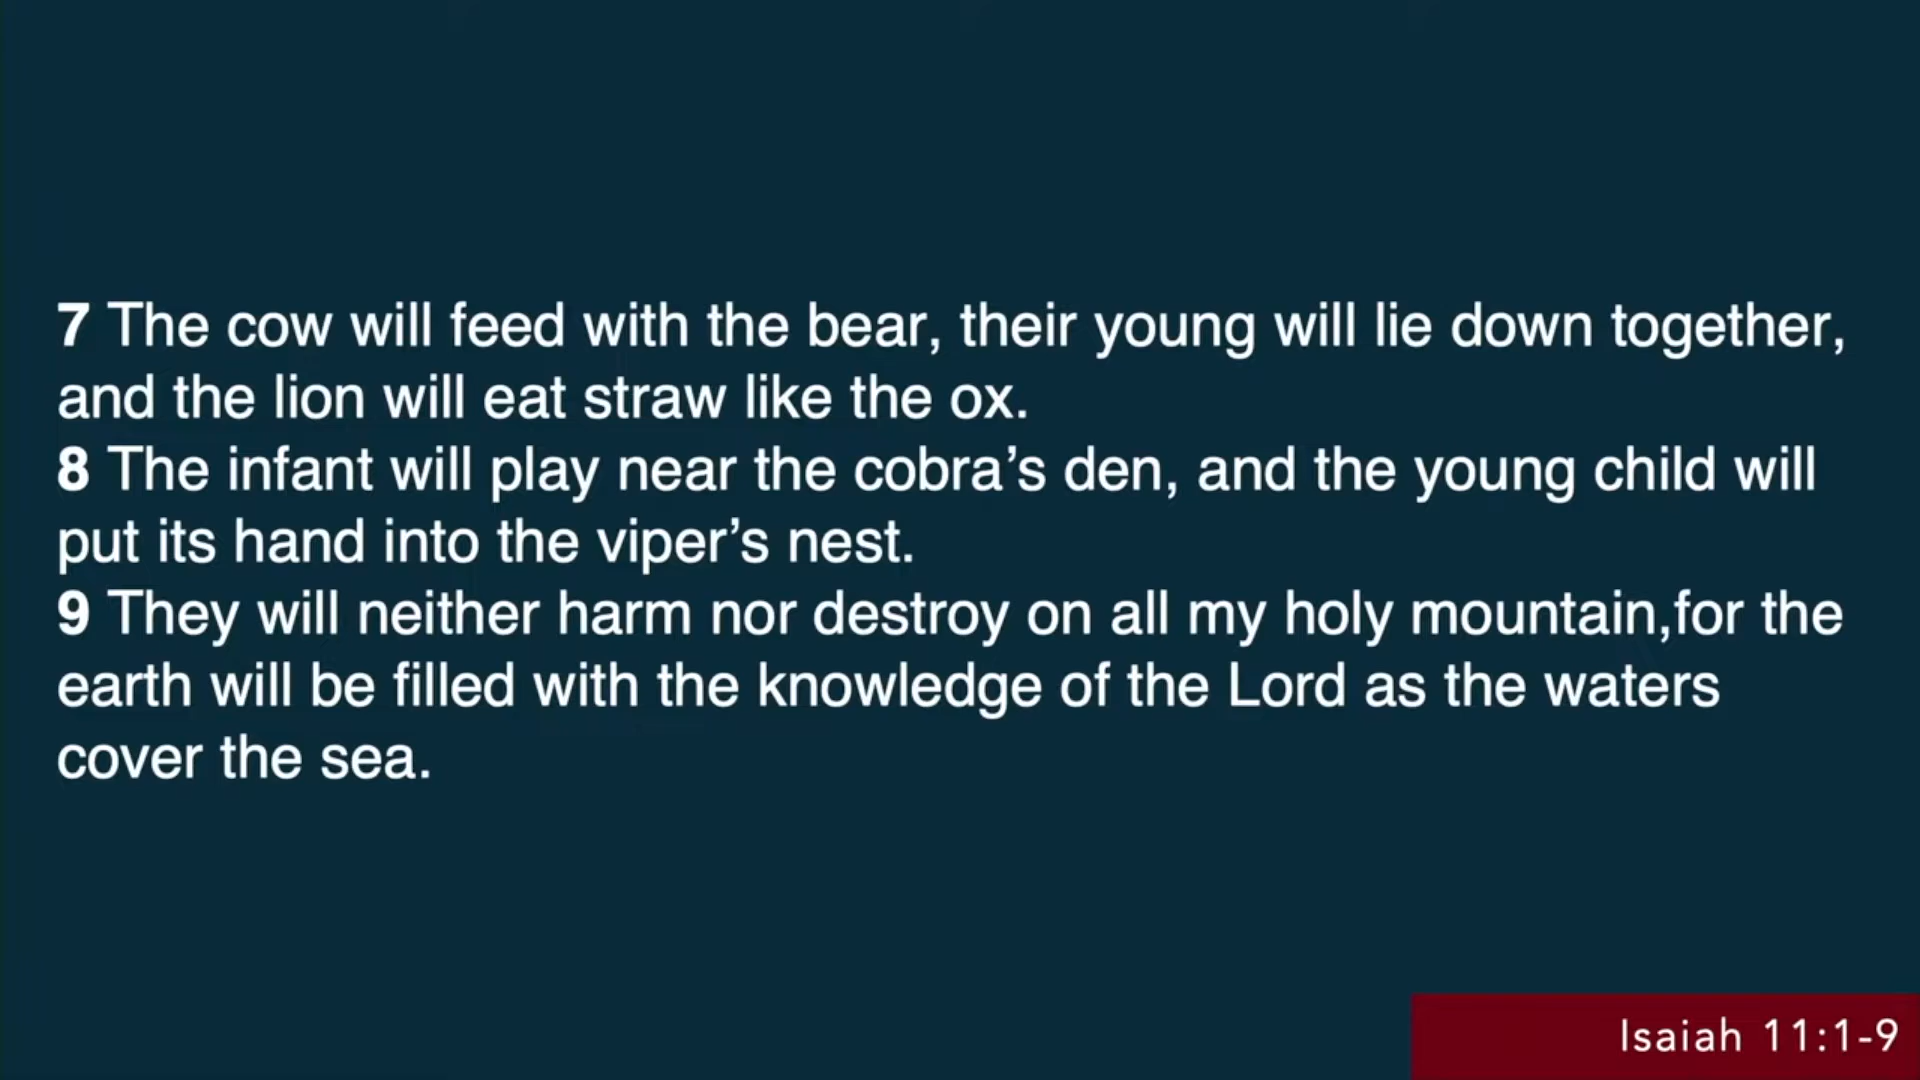 7 The cow will feed with the bear, their young will lie down together,
and the lion will eat straw like the ox.
8 The infant will play near the cobra’s den, and the young child will
put its hand into the viper’s nest.
9 They will neither harm nor destroy on all my holy mountain,for the
earth will be filled with the knowledge of the Lord as the waters
cover the sea.
Isaiah 11:1-9